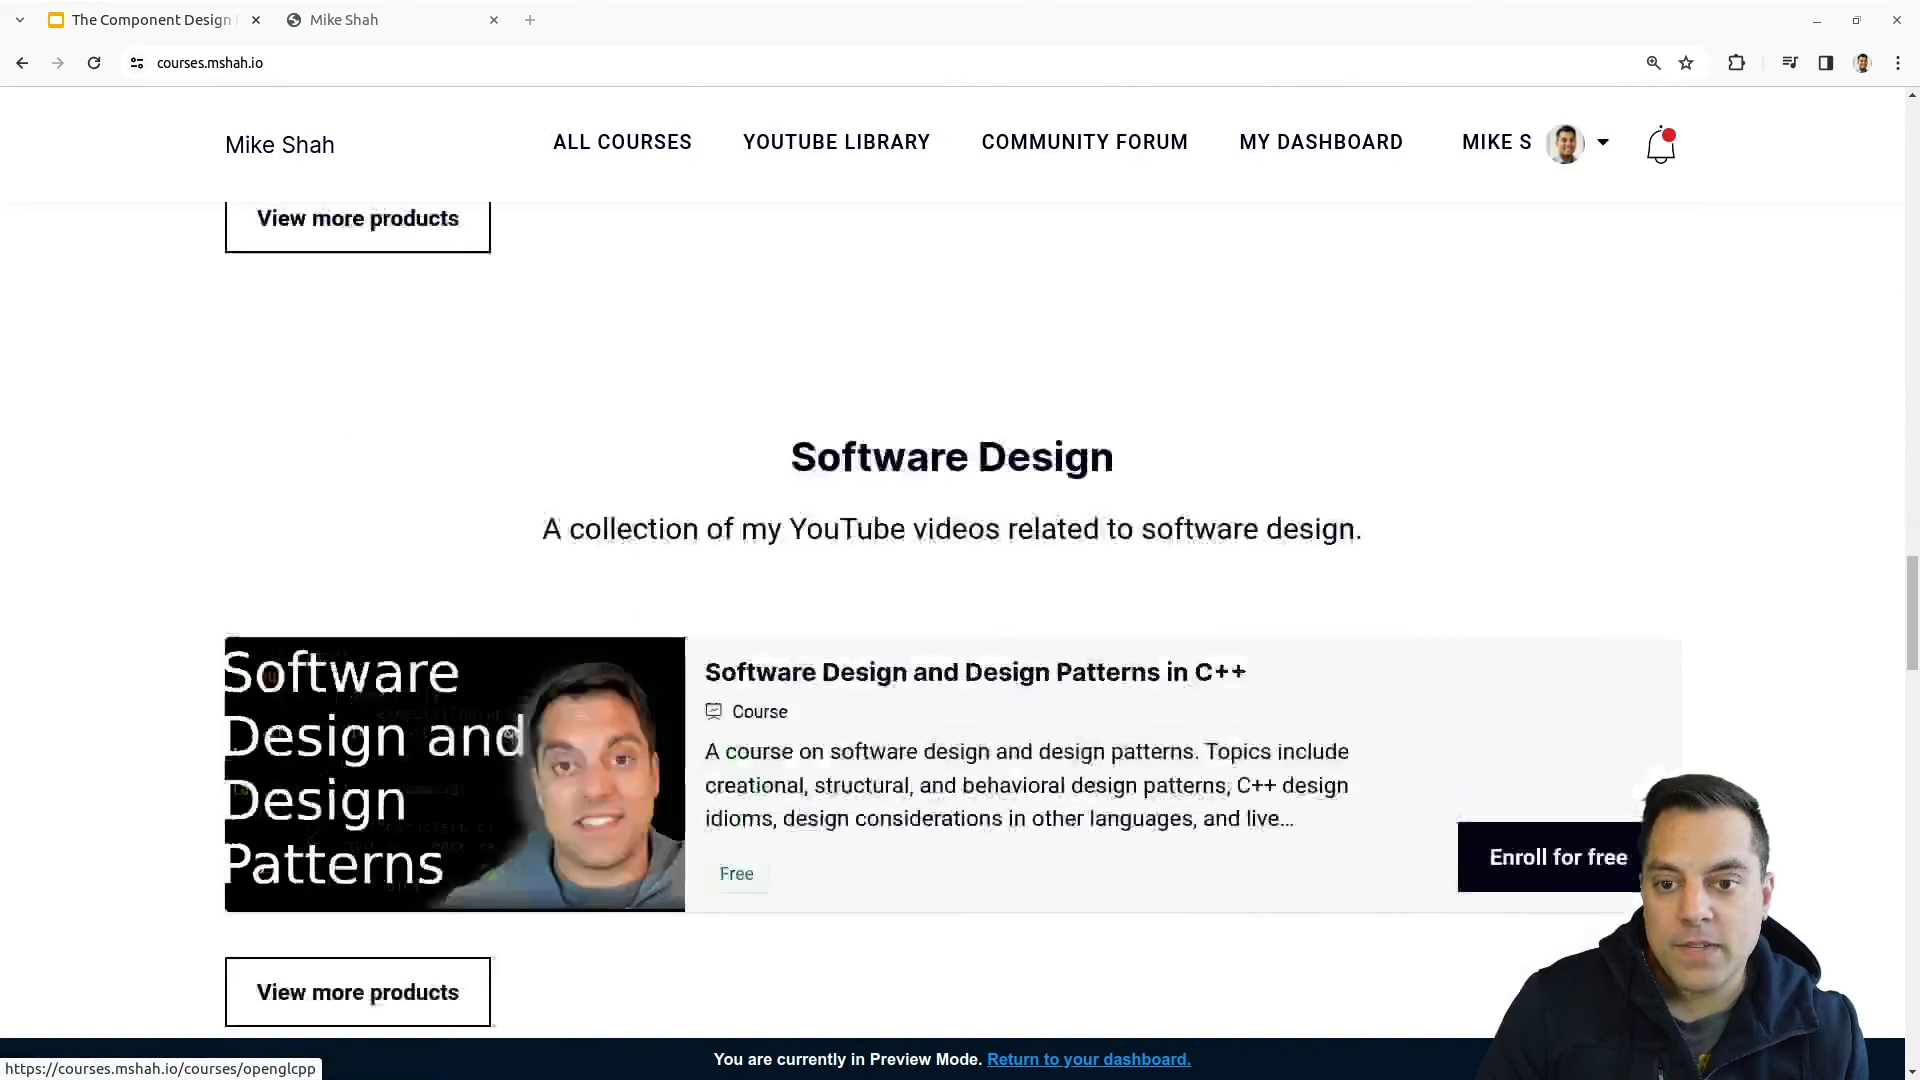 The Component Design
Mike Shah
courses.mshah.io
Mike Shah
ALL COURSES
YOUTUBE LIBRARY
COMMUNITY FORUM
MY DASHBOARD
MIKE S
View more products
Software Design
A collection of my YouTube videos related to software design.
Software
Design and
Design
Patterns
Software Design and Design Patterns in C++
Course
A course on software design and design patterns. Topics include
creational, structural, and behavioral design patterns, C++ design
idioms, design considerations in other languages, and live...
Free
Enroll for free
View more products
You are currently in Preview Mode. Return to your dashboard.
https://courses.mshah.io/courses/openglcpp